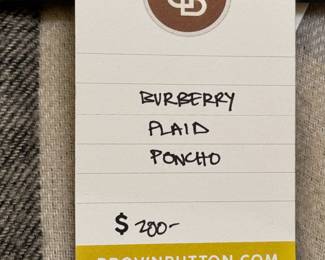 BURBERRY
PLAID
PONCHO
$ 200-